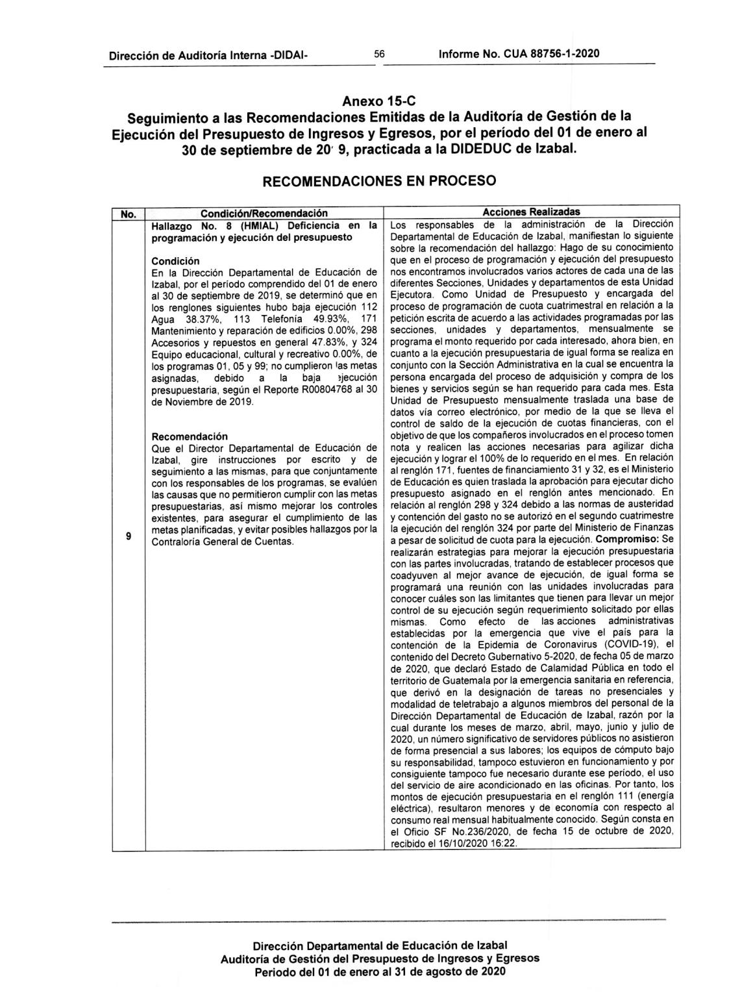 Dirección de Auditoría Interna -DIDAI- 56 Informe No. CUA 88756-1-2020
Anexo 15-C
Seguimiento a las Recomendaciones Emitidas de la Auditoría de Gestión de la
Ejecución del Presupuesto de Ingresos y Egresos, por el período del 01 de enero al
30 de septiembre de 20' 9, practicada a la DIDEDUC de Izabal.
RECOMENDACIONES EN PROCESO
No. Condición/Recomendación Acciones Realizadas
9
Hallazgo No. 8 (HMIAL) Deficiencia en la
programación y ejecución del presupuesto
Condición
En la Dirección Departamental de Educación de
Izabal, por el período comprendido del 01 de enero
al 30 de septiembre de 2019, se determinó que en
los renglones siguientes hubo baja ejecución 112
Agua 38.37%, 113 Telefonía 49.93%, 171
Mantenimiento y reparación de edificios 0.00%, 298
Accesorios y repuestos en general 47.83%, y 324
Equipo educacional, cultural y recreativo 0.00%, de
los programas 01, 05 y 99; no cumplieron las metas
asignadas, debido a la baja ejecución
presupuestaria, según el Reporte R00804768 al 30
de Noviembre de 2019.
Recomendación
Que el Director Departamental de Educación de
Izabal, gire instrucciones por escrito y de
seguimiento a las mismas, para que conjuntamente
con los responsables de los programas, se evalúen
las causas que no permitieron cumplir con las metas
presupuestarias, así mismo mejorar los controles
existentes, para asegurar el cumplimiento de las
metas planificadas, y evitar posibles hallazgos por la
Contraloría General de Cuentas.
Los responsables de la administración de la Dirección
Departamental de Educación de Izabal, manifiestan lo siguiente
sobre la recomendación del hallazgo: Hago de su conocimiento
que en el proceso de programación y ejecución del presupuesto
nos encontramos involucrados varios actores de cada una de las
diferentes Secciones, Unidades y departamentos de esta Unidad
Ejecutora. Como Unidad de Presupuesto y encargada del
proceso de programación de cuota cuatrimestral en relación a la
petición escrita de acuerdo a las actividades programadas por las
secciones, unidades y departamentos, mensualmente se
programa el monto requerido por cada interesado, ahora bien, en
cuanto a la ejecución presupuestaria de igual forma se realiza en
conjunto con la Sección Administrativa en la cual se encuentra la
persona encargada del proceso de adquisición y compra de los
bienes y servicios según se han requerido para cada mes. Esta
Unidad de Presupuesto mensualmente traslada una base de
datos vía correo electrónico, por medio de la que se lleva el
control de saldo de la ejecución de cuotas financieras, con el
objetivo de que los compañeros involucrados en el proceso tomen
nota y realicen las acciones necesarias para agilizar dicha
ejecución y lograr el 100% de lo requerido en el mes. En relación
al renglón 171, fuentes de financiamiento 31 y 32, es el Ministerio
de Educación es quien traslada la aprobación para ejecutar dicho
presupuesto asignado en el renglón antes mencionado. En
relación al renglón 298 y 324 debido a las normas de austeridad
y contención del gasto no se autorizó en el segundo cuatrimestre
la ejecución del renglón 324 por parte del Ministerio de Finanzas
a pesar de solicitud de cuota para la ejecución. Compromiso: Se
realizarán estrategias para mejorar la ejecución presupuestaria
con las partes involucradas, tratando de establecer procesos que
coadyuven al mejor avance de ejecución, de igual forma se
programará una reunión con las unidades involucradas para
conocer cuáles son las limitantes que tienen para llevar un mejor
control de su ejecución según requerimiento solicitado por ellas
mismas. Como efecto de las acciones administrativas
establecidas por la emergencia que vive el país para la
contención de la Epidemia de Coronavirus (COVID-19), el
contenido del Decreto Gubernativo 5-2020, de fecha 05 de marzo
de 2020, que declaró Estado de Calamidad Pública en todo el
territorio de Guatemala por la emergencia sanitaria en referencia,
que derivó en la designación de tareas no presenciales y
modalidad de teletrabajo a algunos miembros del personal de la
Dirección Departamental de Educación de Izabal, razón por la
cual durante los meses de marzo, abril, mayo, junio y julio de
2020, un número significativo de servidores públicos no asistieron
de forma presencial a sus labores; los equipos de cómputo bajo
su responsabilidad, tampoco estuvieron en funcionamiento y por
consiguiente tampoco fue necesario durante ese período, el uso
del servicio de aire acondicionado en las oficinas. Por tanto, los
montos de ejecución presupuestaria en el renglón 111 (energía
eléctrica), resultaron menores y de economía con respecto al
consumo real mensual habitualmente conocido. Según consta en
el Oficio SF No.236/2020, de fecha 15 de octubre de 2020,
recibido el 16/10/2020 16:22.
Dirección Departamental de Educación de Izabal
Auditoría de Gestión del Presupuesto de Ingresos y Egresos
Periodo del 01 de enero al 31 de agosto de 2020